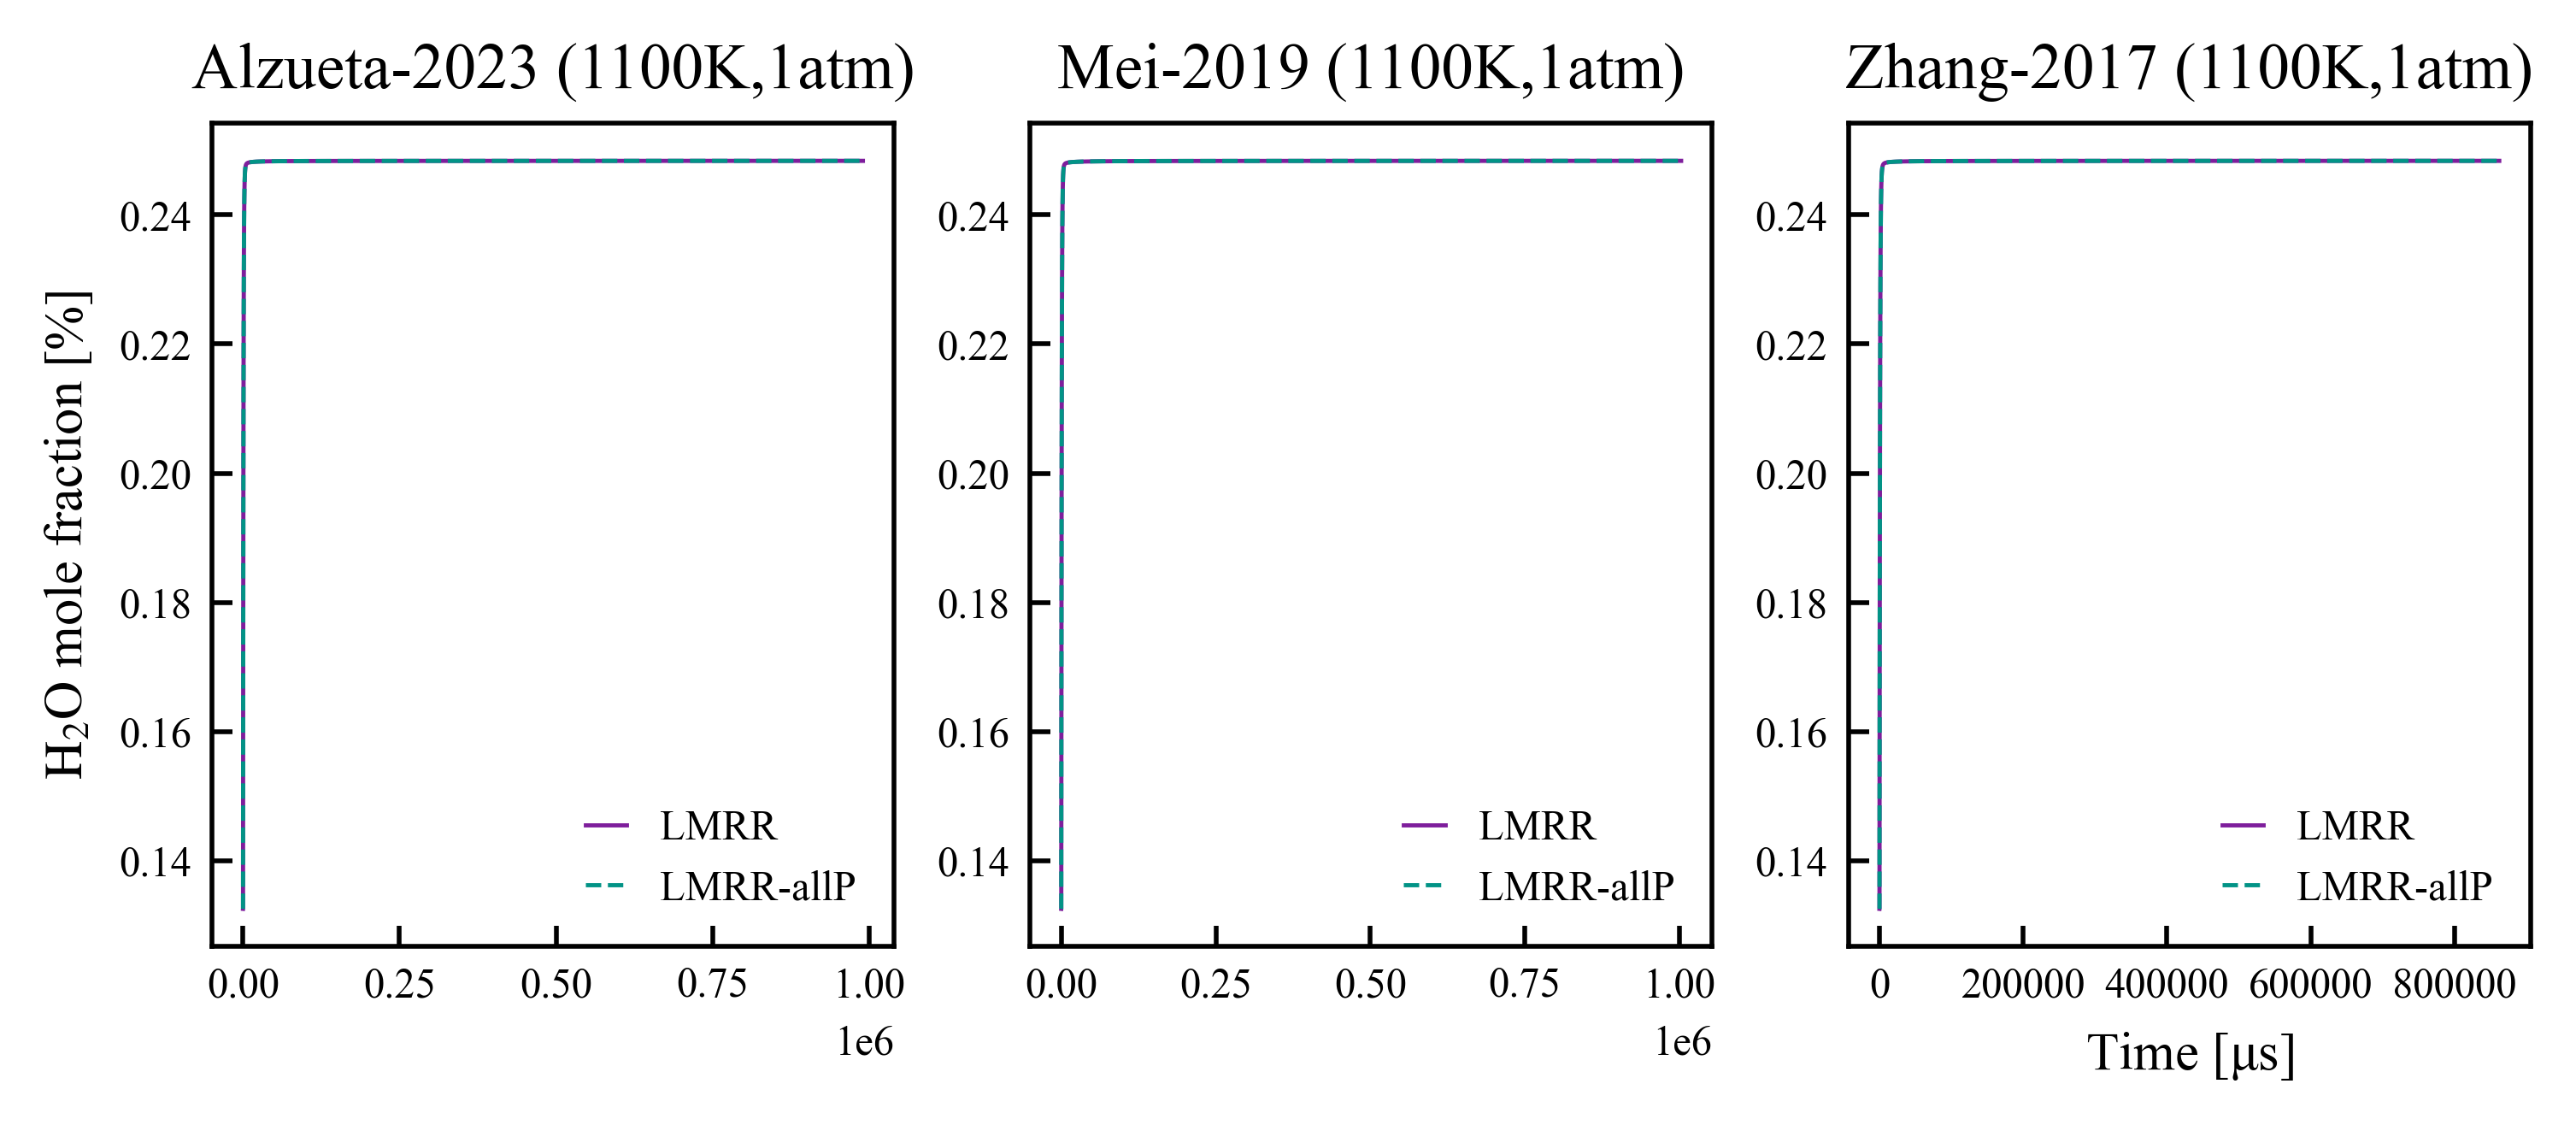 Alzueta-2023 (1100K,1atm)
Mei-2019 (1100K,1atm)
Zhang-2017 (1100K,1atm)
H₂O mole fraction [%]
0.24
0.22
0.20
0.18
0.16
0.14
LMRR
LMRR-allP
0.00 0.25 0.50 0.75 1.00
1e6
0.24
0.22
0.20
0.18
0.16
0.14
LMRR
LMRR-allP
0.00 0.25 0.50 0.75 1.00
1e6
0.24
0.22
0.20
0.18
0.16
0.14
LMRR
LMRR-allP
0 200000 400000 600000 800000
Time [μs]